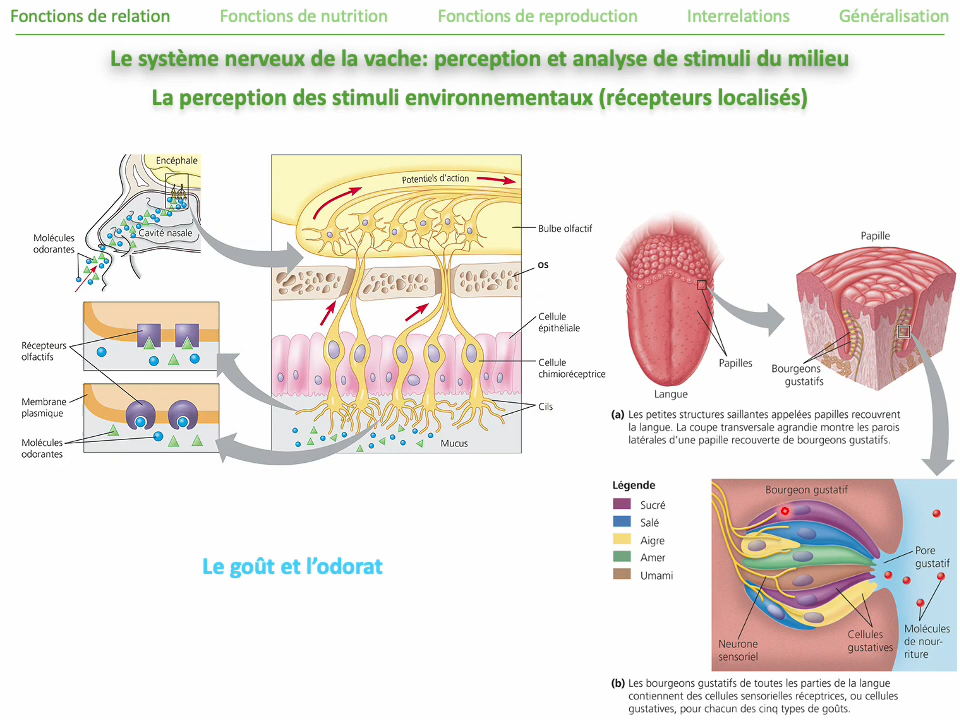 Fonctions de relation
Fonctions de nutrition
Fonctions de reproduction
Interrelations
Généralisation
Le système nerveux de la vache: perception et analyse de stimuli du milieu
La perception des stimuli environnementaux (récepteurs localisés)
Encéphale
Cavité nasale
Molécules
odorantes
Potentiels d'action
Bulbe olfactif
os
Cellule
épithéliale
Cellule
chimioréceptrice
Cils
Mucus
Récepteurs
olfactifs
Membrane
plasmique
Molécules
odorantes
Le goût et l'odorat
Papilles
Langue
Papille
Bourgeons
gustatifs
(a) Les petites structures saillantes appelées papilles recouvrent
la langue. La coupe transversale agrandie montre les parois
latérales d'une papille recouverte de bourgeons gustatifs.
Légende
Sucré
Salé
Aigre
Amer
Umami
Bourgeon gustatif
Pore
gustatif
Neurone
sensoriel
Cellules
gustatives
Molécules
de nour-
riture
(b) Les bourgeons gustatifs de toutes les parties de la langue
contiennent des cellules sensorielles réceptrices, ou cellules
gustatives, pour chacun des cinq types de goûts.